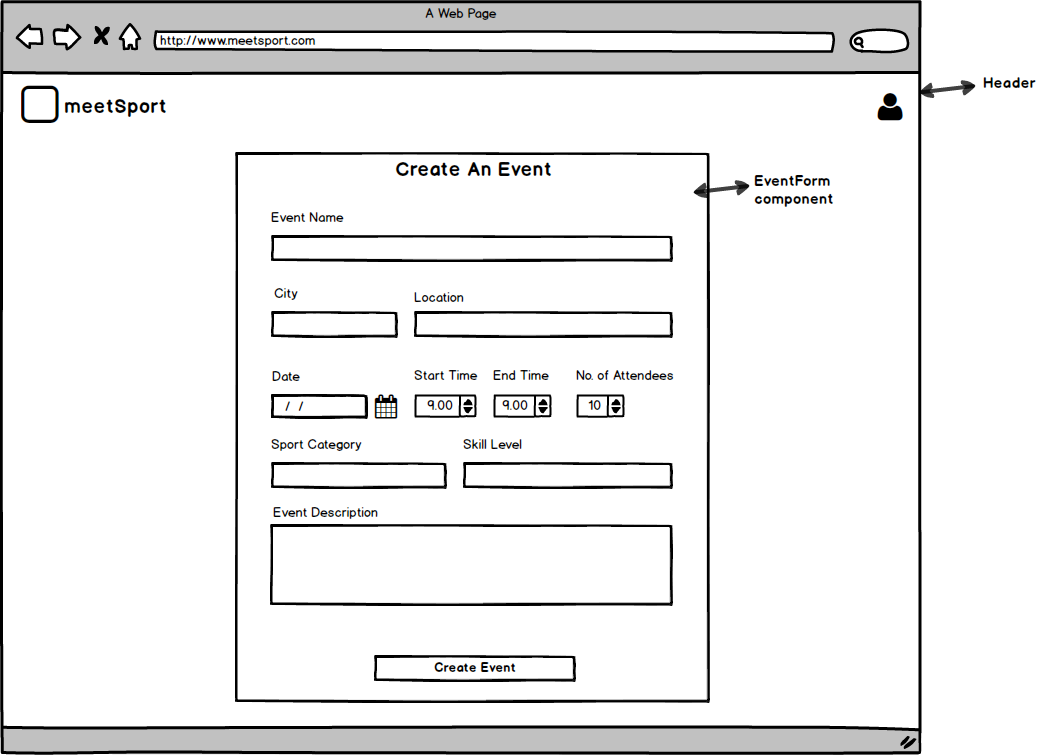 A Web Page
http://www.meetsport.com
Header
meetSport
Create An Event
EventForm
component
Event Name
City
Location
Date
Start Time
End Time
No. of Attendees
/ /
9.00
9.00
10
Sport Category
Skill Level
Event Description
Create Event